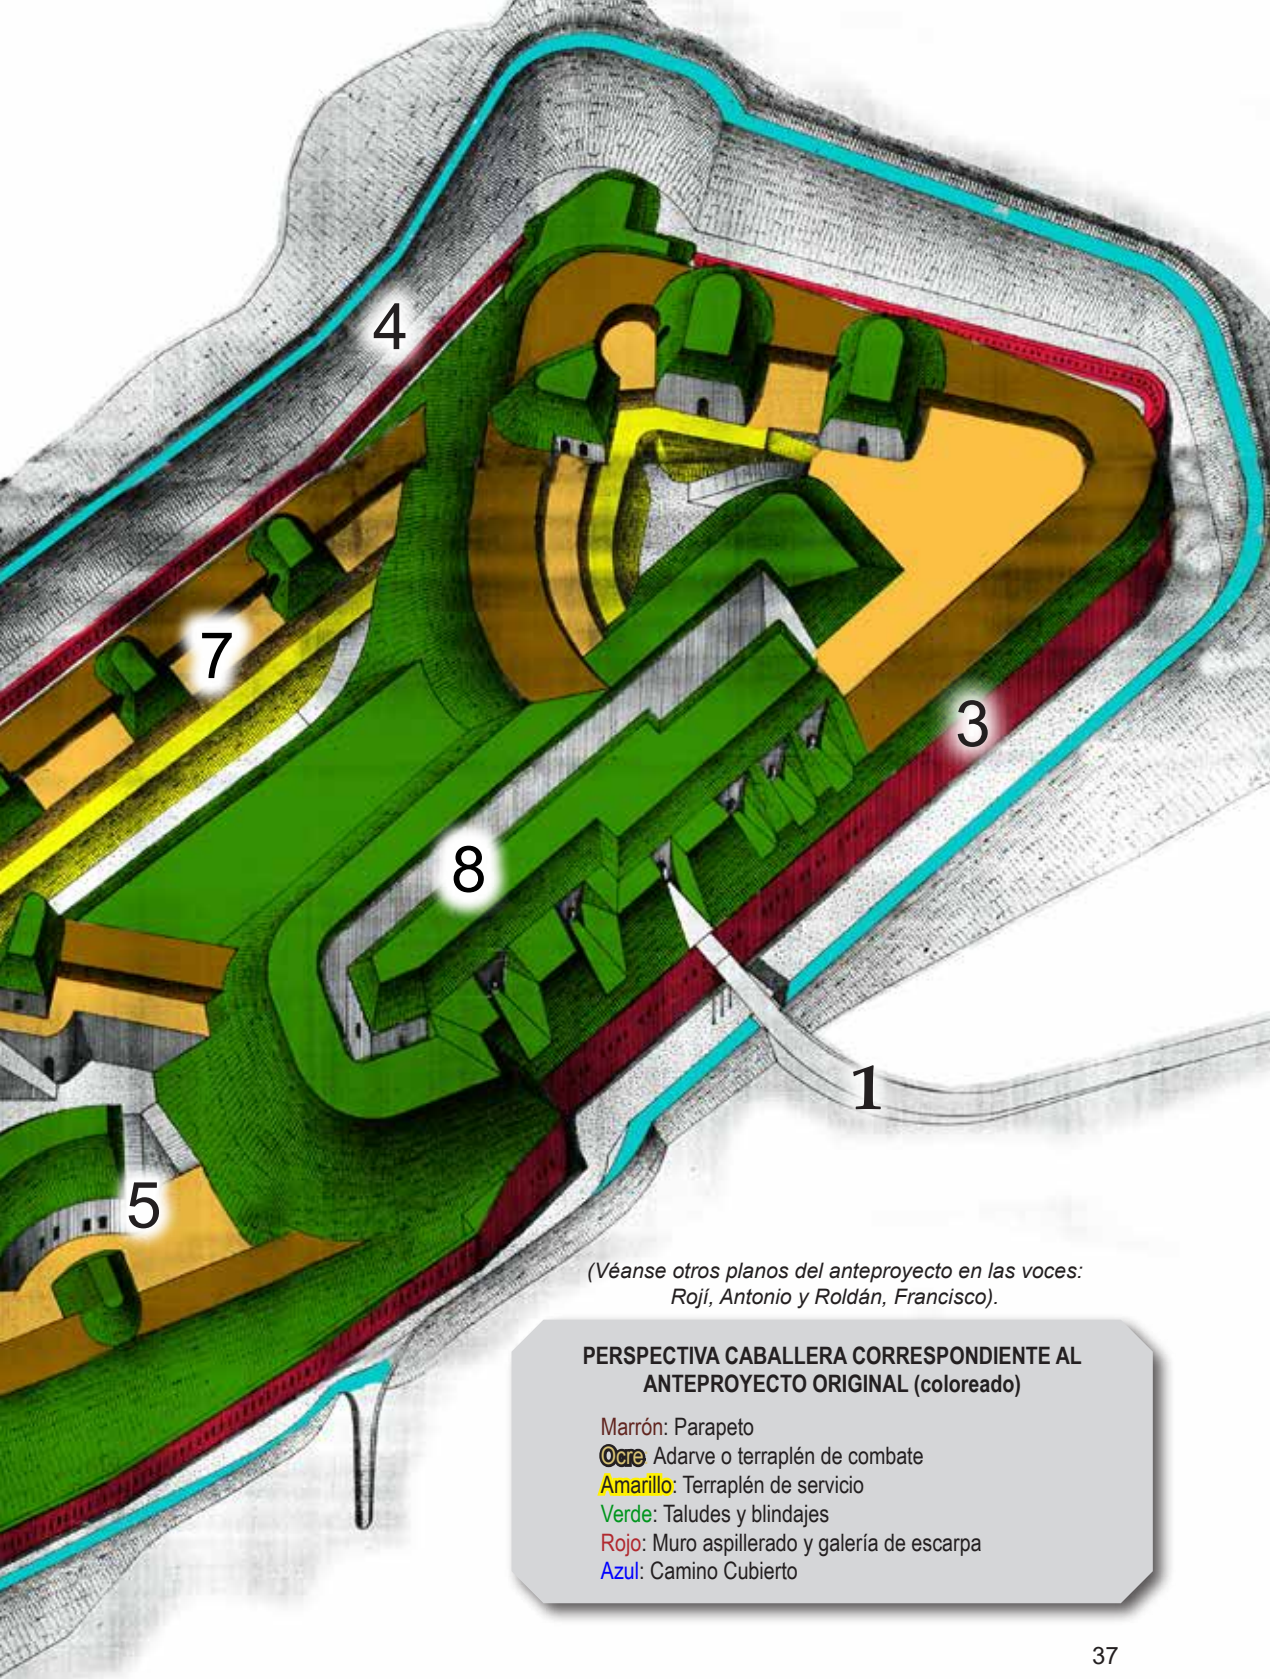 4
7
3
8
1
5
(Véanse otros planos del anteproyecto en las voces:
Rojí, Antonio y Roldán, Francisco).
PERSPECTIVA CABALLERA CORRESPONDIENTE AL
ANTEPROYECTO ORIGINAL (coloreado)
Marrón: Parapeto
Ocre Adarve o terraplén de combate
Amarillo: Terraplén de servicio
Verde: Taludes y blindajes
Rojo: Muro aspillerado y galería de escarpa
Azul: Camino Cubierto
37